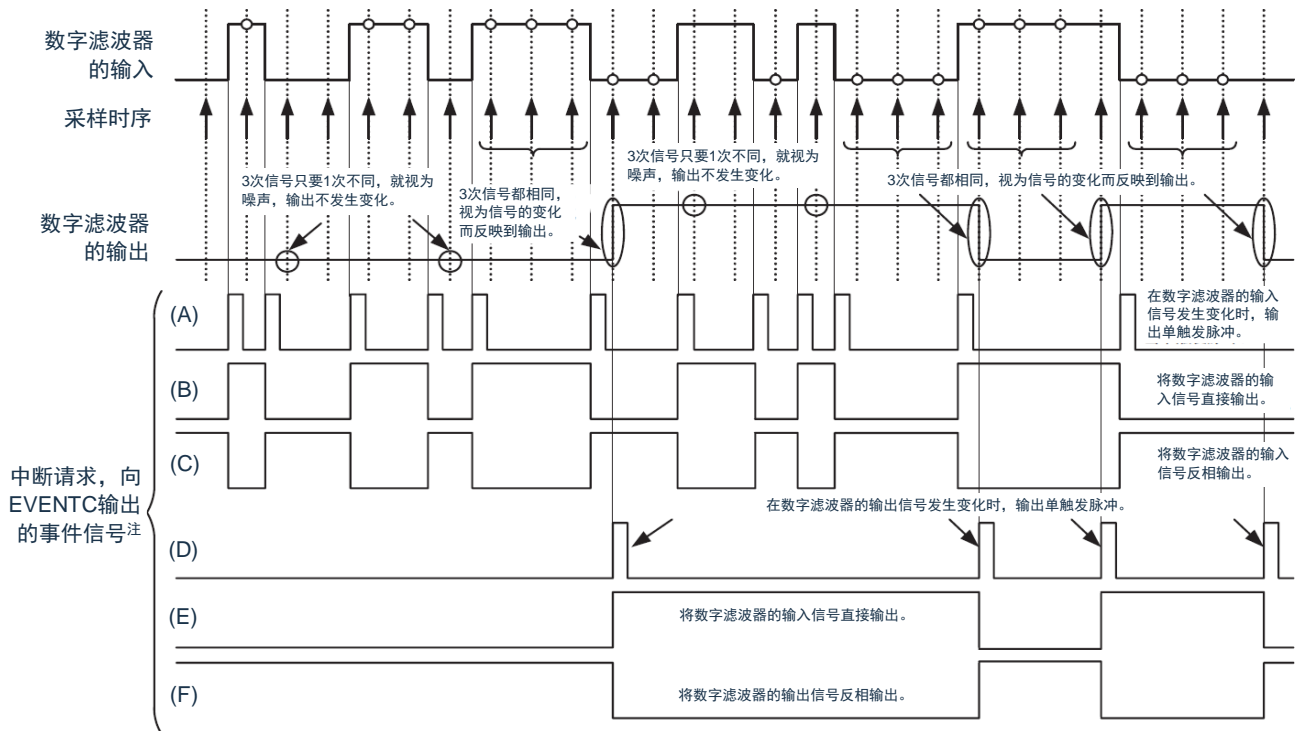 数字滤波器
的输入
采样时序
3次信号只要1次不同，就视为
噪声，输出不发生变化。
3次信号都相同，
视为信号的变化
而反映到输出。
3次信号只要1次不同，就视为
噪声，输出不发生变化。
3次信号都相同，视为信号的变化而反映到输出。
数字滤波器
的输出
(A)
在数字滤波器的输入
信号发生变化时，输
出单触发脉冲。
(B)
将数字滤波器的输
入信号直接输出。
(C)
将数字滤波器的输入
信号反相输出。
中断请求，向
EVENTC输出
的事件信号注
在数字滤波器的输出信号发生变化时，输出单触发脉冲。
(D)
(E)
将数字滤波器的输入信号直接输出。
(F)
将数字滤波器的输出信号反相输出。